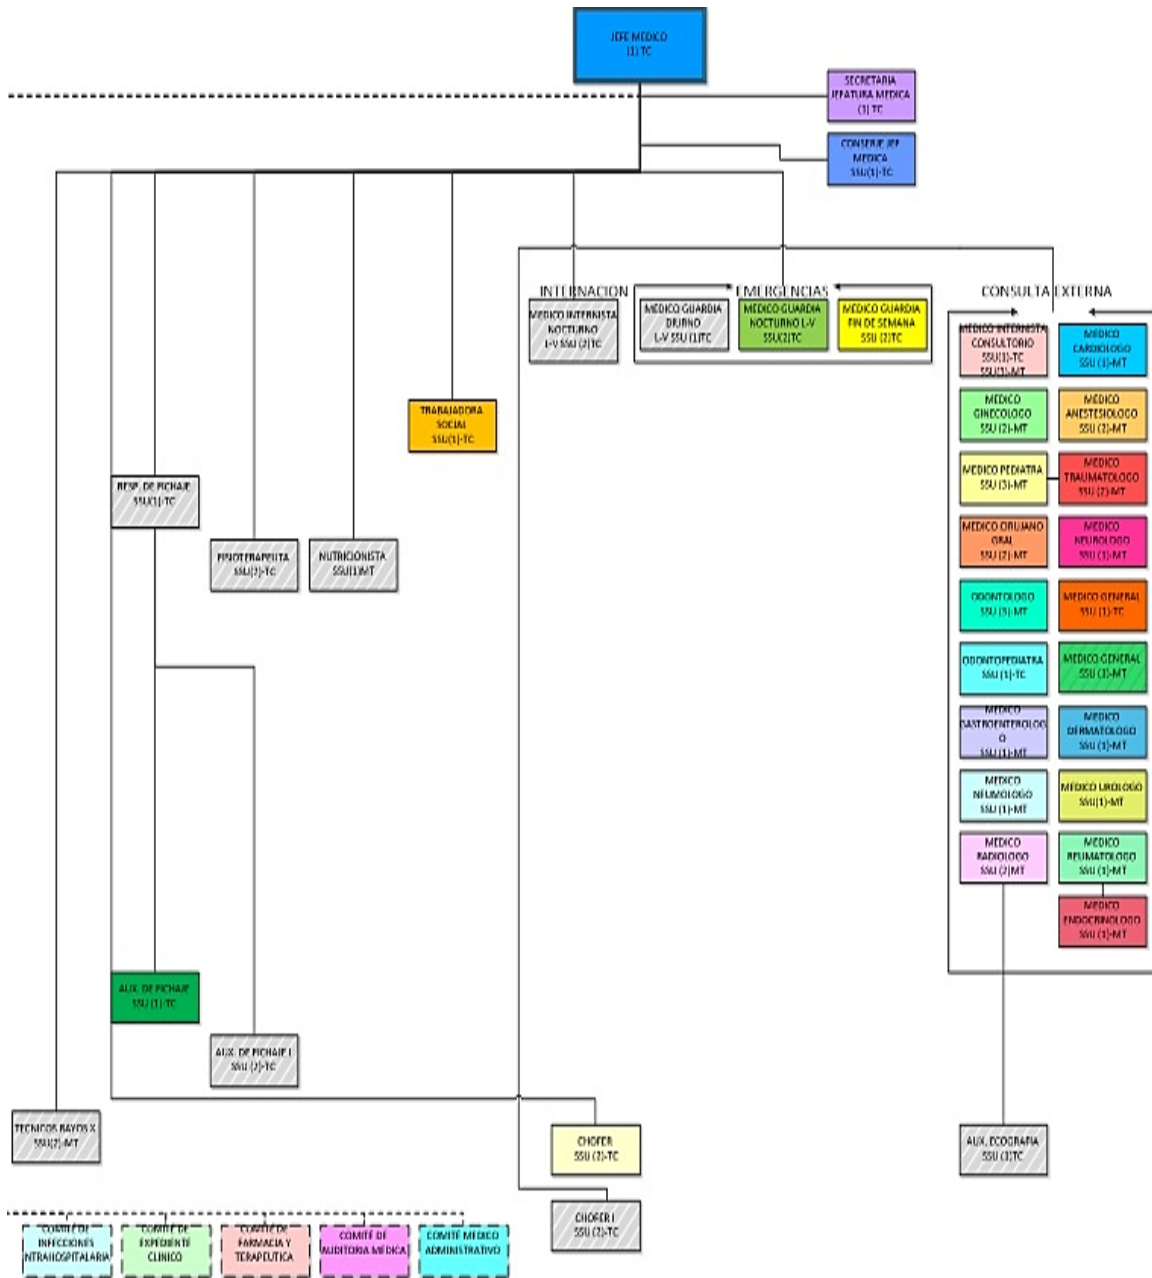 JEFE MEDICO
(1) TC
SECRETARIA
JEFATURA MEDICA
(1) TC
CONSERJE JEF
MEDICA
SSU(1)-TC
INTERNACION
EMERGENCIAS
CONSULTA EXTERNA
MEDICO INTERNISTA
NOCTURNO
L-V SSU (2)TC
MEDICO GUARDIA
DIURNO
L-V SSU (1)TC
MEDICO GUARDIA
NOCTURNO L-V
SSU(2)TC
MEDICO GUARDIA
FIN DE SEMANA
SSU (2)TC
MEDICO INTERNISTA
CONSULTORIO
SSU(1)-TC
SSU(1)-MT
MEDICO
CARDIOLOGO
SSU (1)-MT
MEDICO
GINECOLOGO
SSU (2)-MT
MEDICO
ANESTESIOLOGO
SSU (2)-MT
MEDICO PEDIATRA
SSU (3)-MT
MEDICO
TRAUMATOLOGO
SSU (2)-MT
MEDICO CIRUJANO
GRAL
SSU (2)-MT
MEDICO
NEUROLOGO
SSU (1)-MT
ODONTOLOGO
SSU (3)-MT
MEDICO GENERAL
SSU (1)-TC
ODONTOPEDIATRA
SSU (1)-TC
MEDICO GENERAL
SSU (1)-MT
MEDICO
GASTROENTEROLOG
O
SSU (1)-MT
MEDICO
DERMATOLOGO
SSU (1)-MT
MEDICO
NEUMOLOGO
SSU (1)-MT
MEDICO UROLOGO
SSU(1)-MT
MEDICO
RADIOLOGO
SSU (2)MT
MEDICO
REUMATOLOGO
SSU (1)-MT
MEDICO
ENDOCRINOLOGO
SSU (1)-MT
TRABAJADORA
SOCIAL
SSU(1)-TC
RESP. DE FICHAJE
SSU(1)-TC
FISIOTERAPEUTA
SSU(2)-TC
NUTRICIONISTA
SSU(1)MT
AUX. DE FICHAJE
SSU (1)-TC
AUX. DE FICHAJE I
SSU (2)-TC
TECNICOS RAYOS X
SSU(2)-MT
CHOFER
SSU (2)-TC
AUX. ECOGRAFIA
SSU (1)TC
CHOFER I
SSU (2)-TC
COMITÉ DE
INFECCIONES
NTRAHOSPITALARIA
COMITÉ DE
EXPEDIENTE
CLINICO
COMITÉ DE
FARMACIA Y
TERAPEUTICA
COMITÉ DE
AUDITORIA MÉDICA
COMITÉ MEDICO
ADMINISTRATIVO